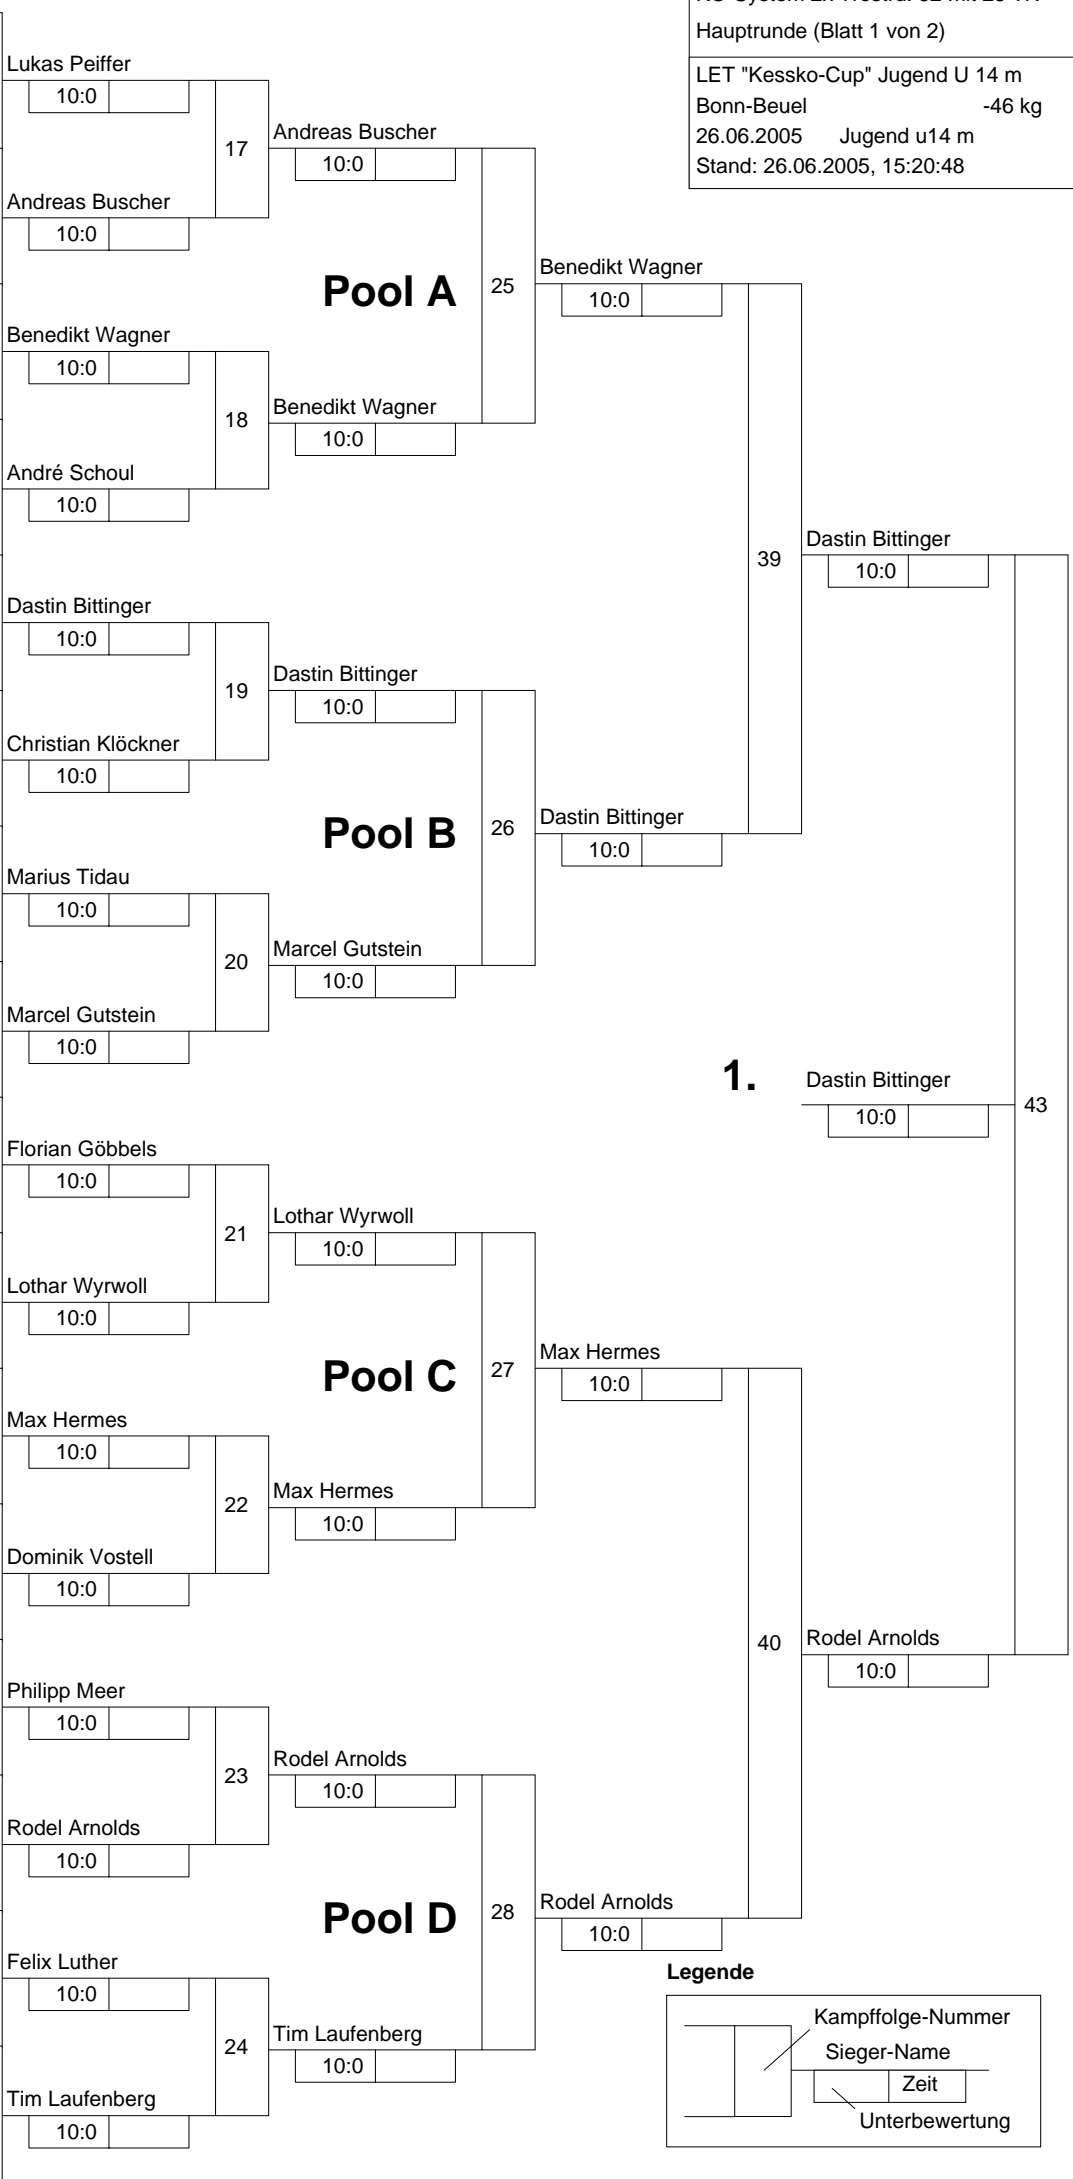 Hauptrunde (Blatt 1 von 2)
LET "Kessko-Cup" Jugend U 14 m
Bonn-Beuel -46 kg
26.06.2005 Jugend u14 m
Stand: 26.06.2005, 15:20:48
Lukas Peiffer
10:0
17
Andreas Buscher
10:0
Andreas Buscher
10:0
Pool A
25
Benedikt Wagner
10:0
Benedikt Wagner
10:0
18
Benedikt Wagner
10:0
André Schoul
10:0
39
Dastin Bittinger
10:0
Dastin Bittinger
10:0
19
Dastin Bittinger
10:0
Christian Klöckner
10:0
Pool B
26
Dastin Bittinger
10:0
Marius Tidau
10:0
20
Marcel Gutstein
10:0
Marcel Gutstein
10:0
1.
Dastin Bittinger
10:0
43
Florian Göbbels
10:0
21
Lothar Wyrwoll
10:0
Lothar Wyrwoll
10:0
Pool C
27
Max Hermes
10:0
Max Hermes
10:0
22
Max Hermes
10:0
Dominik Vostell
10:0
40
Rodel Arnolds
10:0
Philipp Meer
10:0
23
Rodel Arnolds
10:0
Rodel Arnolds
10:0
Pool D
28
Rodel Arnolds
10:0
Felix Luther
10:0
24
Tim Laufenberg
10:0
Tim Laufenberg
10:0
Legende
Kampffolge-Nummer
Sieger-Name
Zeit
Unterbewertung